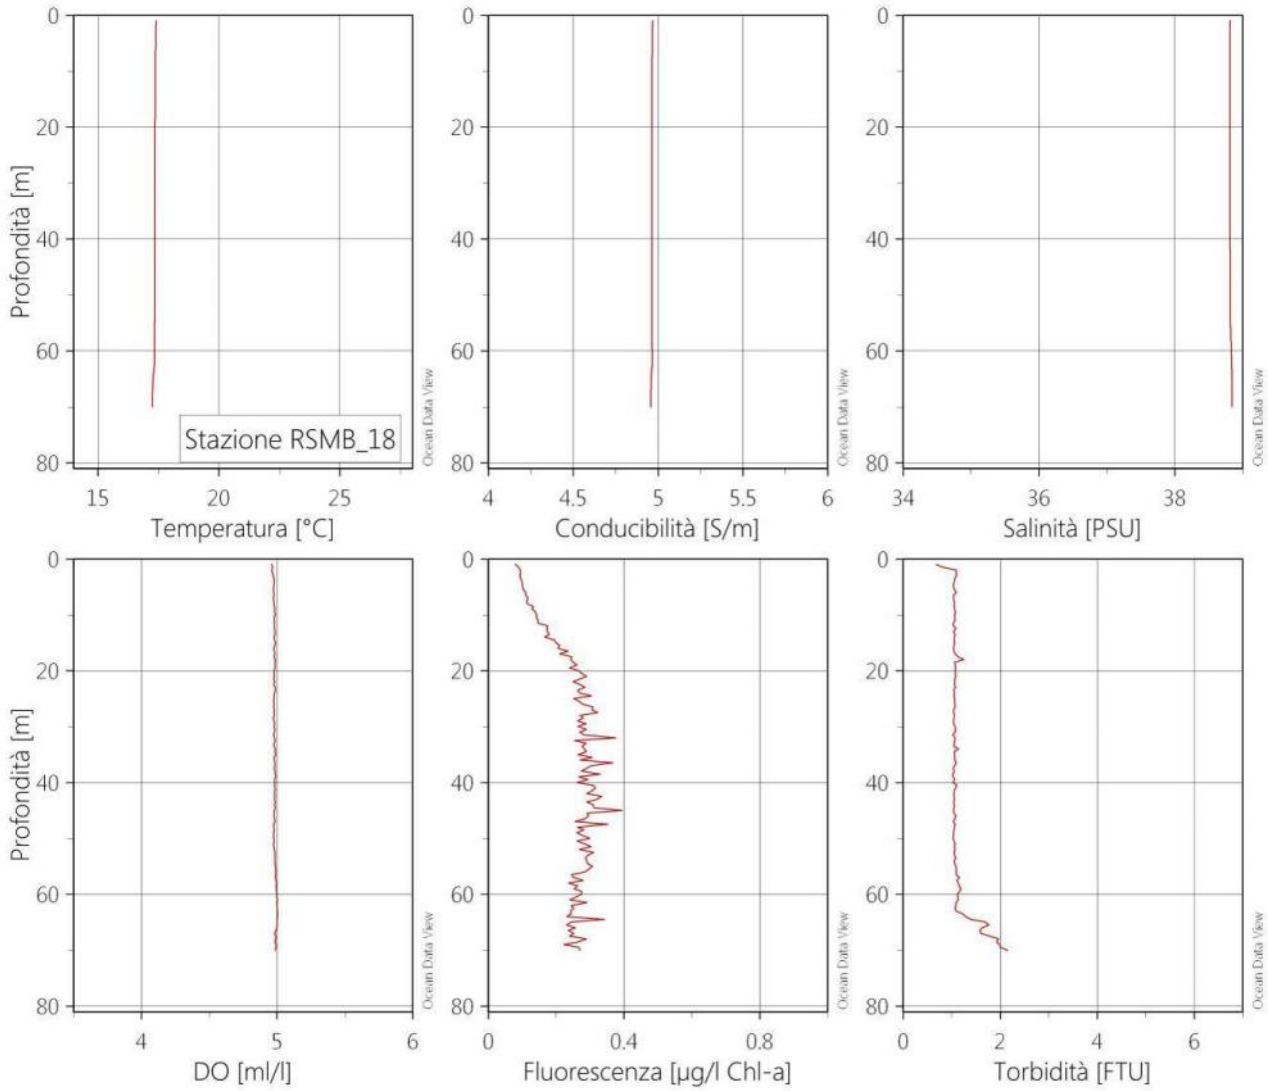 0
20
40
60
80
Profondità [m]
15 20 25
Temperatura [°C]
Stazione RSMB_18
Ocean Data View
0
20
40
60
80
4 4.5 5 5.5 6
Conducibilità [S/m]
Ocean Data View
0
20
40
60
80
34 36 38
Salinità [PSU]
Ocean Data View
0
20
40
60
80
Profondità [m]
4 5 6
DO [ml/l]
Ocean Data View
0
20
40
60
80
0 0.4 0.8
Fluorescenza [µg/l Chl-a]
Ocean Data View
0
20
40
60
80
0 2 4 6
Torbidità [FTU]
Ocean Data View